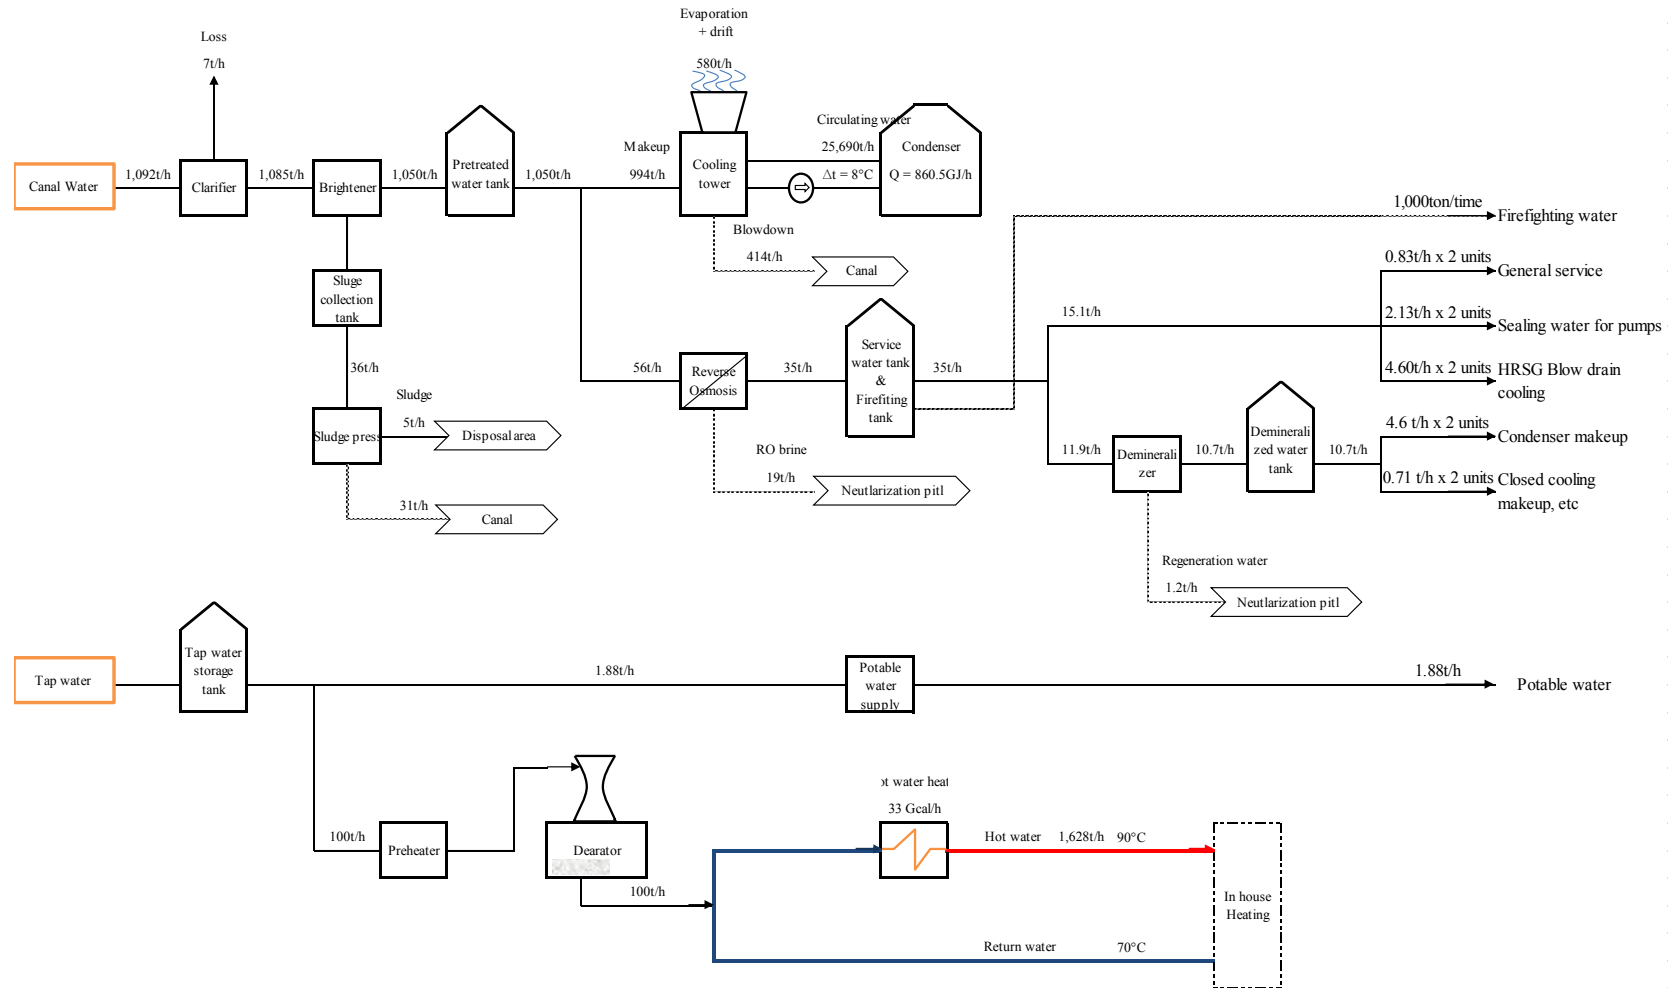 Evaporation
+ drift
580t/h
Loss
7t/h
Canal Water
1,092t/h
Clarifier
1,085t/h
Brightener
1,050t/h
Pretreated
water tank
1,050t/h
Makeup
994t/h
Cooling
tower
Circulating water
25,690t/h
Δt = 8°C
Condenser
Q = 860.5GJ/h
Blowdown
414t/h
Canal
1,000ton/time
Firefighting water
0.83t/h x 2 units
General service
2.13t/h x 2 units
Sealing water for pumps
4.60t/h x 2 units
HRSG Blow drain
cooling
4.6 t/h x 2 units
Condenser makeup
0.71 t/h x 2 units
Closed cooling
makeup, etc
Sluge
collection
tank
36t/h
Sludge press
Sludge
5t/h
Disposal area
31t/h
Canal
56t/h
Reverse
Osmosis
35t/h
Service
water tank
&
Firefiting
tank
35t/h
15.1t/h
RO brine
19t/h
Neutlarization pitl
11.9t/h
Deminerali
zer
10.7t/h
Deminerali
zed water
tank
10.7t/h
Regeneration water
1.2t/h
Neutlarization pitl
Tap water
Tap water
storage
tank
1.88t/h
Potable
water
supply
1.88t/h
Potable water
100t/h
Preheater
Dearator
100t/h
ot water heat
33 Gcal/h
Hot water
1,628t/h
90°C
In house
Heating
Return water
70°C